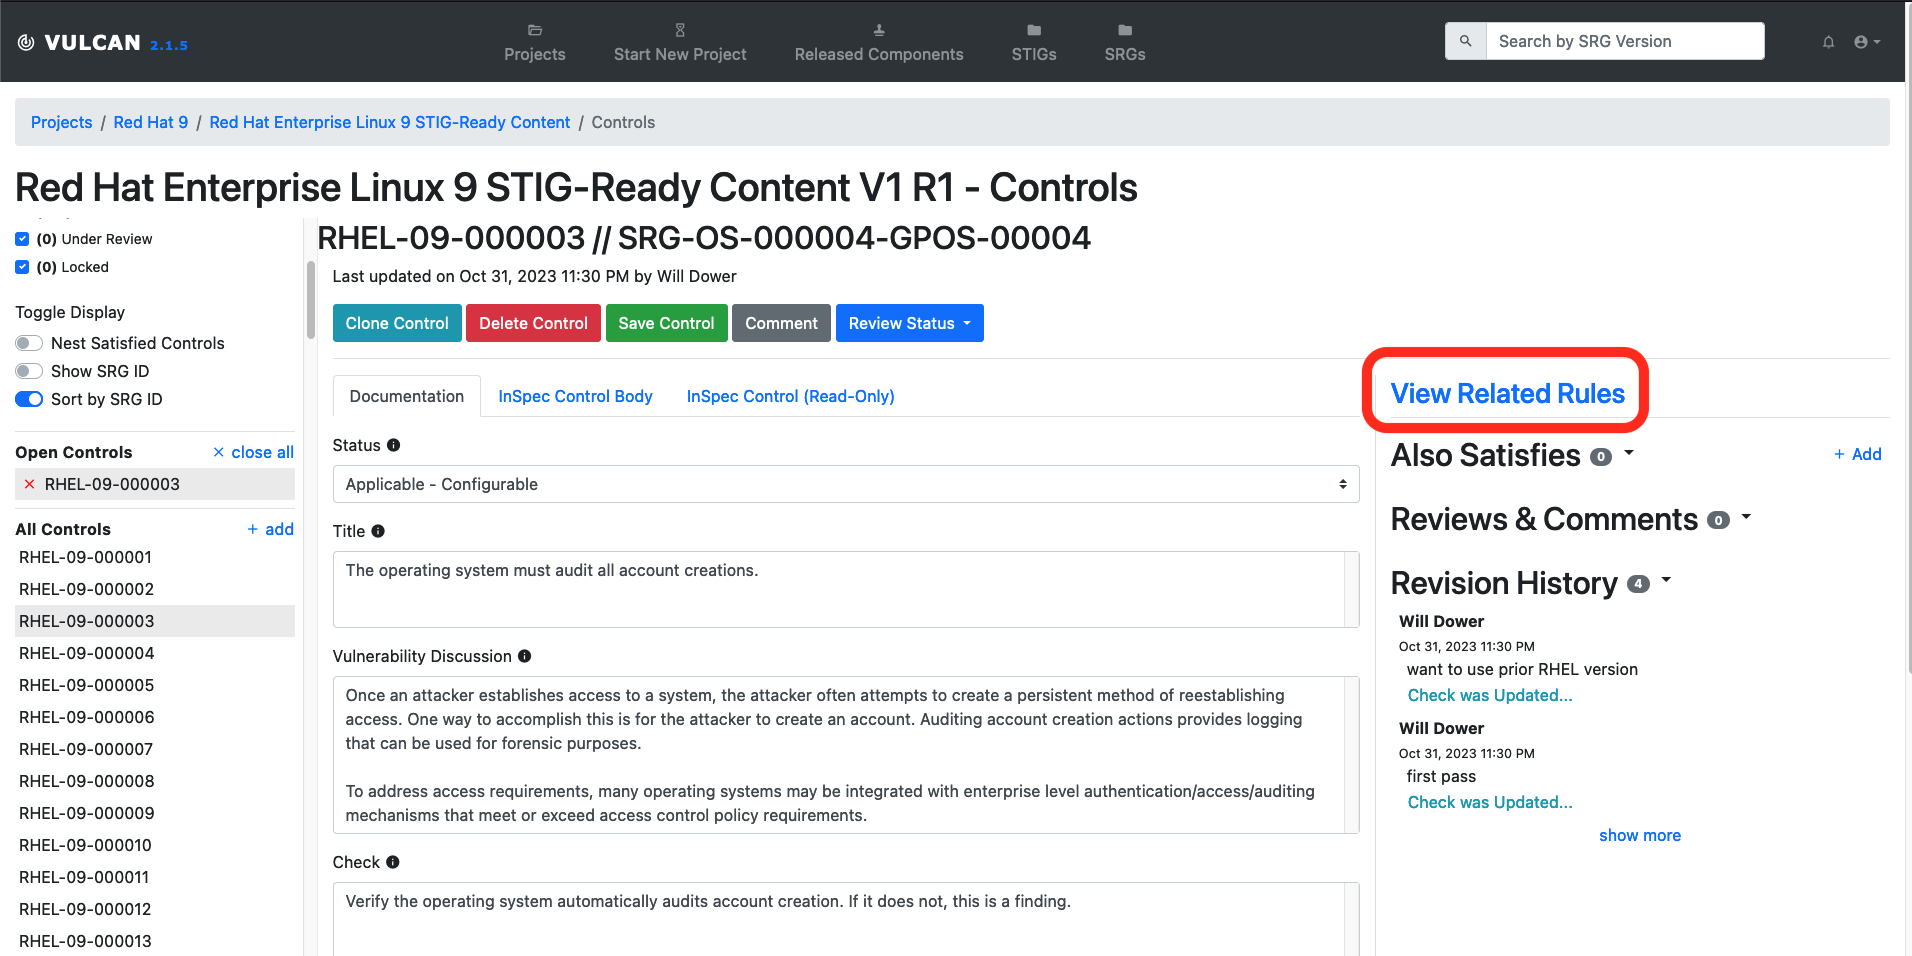 VULCAN 2.1.5
Projects
Start New Project
Released Components
STIGs
SRGs
Search by SRG Version
Projects / Red Hat 9 / Red Hat Enterprise Linux 9 STIG-Ready Content / Controls
Red Hat Enterprise Linux 9 STIG-Ready Content V1 R1 - Controls
(0) Under Review
(0) Locked
Toggle Display
Nest Satisfied Controls
Show SRG ID
Sort by SRG ID
Open Controls × close all
× RHEL-09-000003
All Controls + add
RHEL-09-000001
RHEL-09-000002
RHEL-09-000003
RHEL-09-000004
RHEL-09-000005
RHEL-09-000006
RHEL-09-000007
RHEL-09-000008
RHEL-09-000009
RHEL-09-000010
RHEL-09-000011
RHEL-09-000012
RHEL-09-000013
RHEL-09-000003 // SRG-OS-000004-GPOS-00004
Last updated on Oct 31, 2023 11:30 PM by Will Dower
Clone Control
Delete Control
Save Control
Comment
Review Status
Documentation
InSpec Control Body
InSpec Control (Read-Only)
Status
Applicable - Configurable
Title
The operating system must audit all account creations.
Vulnerability Discussion
Once an attacker establishes access to a system, the attacker often attempts to create a persistent method of reestablishing
access. One way to accomplish this is for the attacker to create an account. Auditing account creation actions provides logging
that can be used for forensic purposes.
To address access requirements, many operating systems may be integrated with enterprise level authentication/access/auditing
mechanisms that meet or exceed access control policy requirements.
Check
Verify the operating system automatically audits account creation. If it does not, this is a finding.
View Related Rules
Also Satisfies 0
+ Add
Reviews & Comments 0
Revision History 4
Will Dower
Oct 31, 2023 11:30 PM
want to use prior RHEL version
Check was Updated...
Will Dower
Oct 31, 2023 11:30 PM
first pass
Check was Updated...
show more